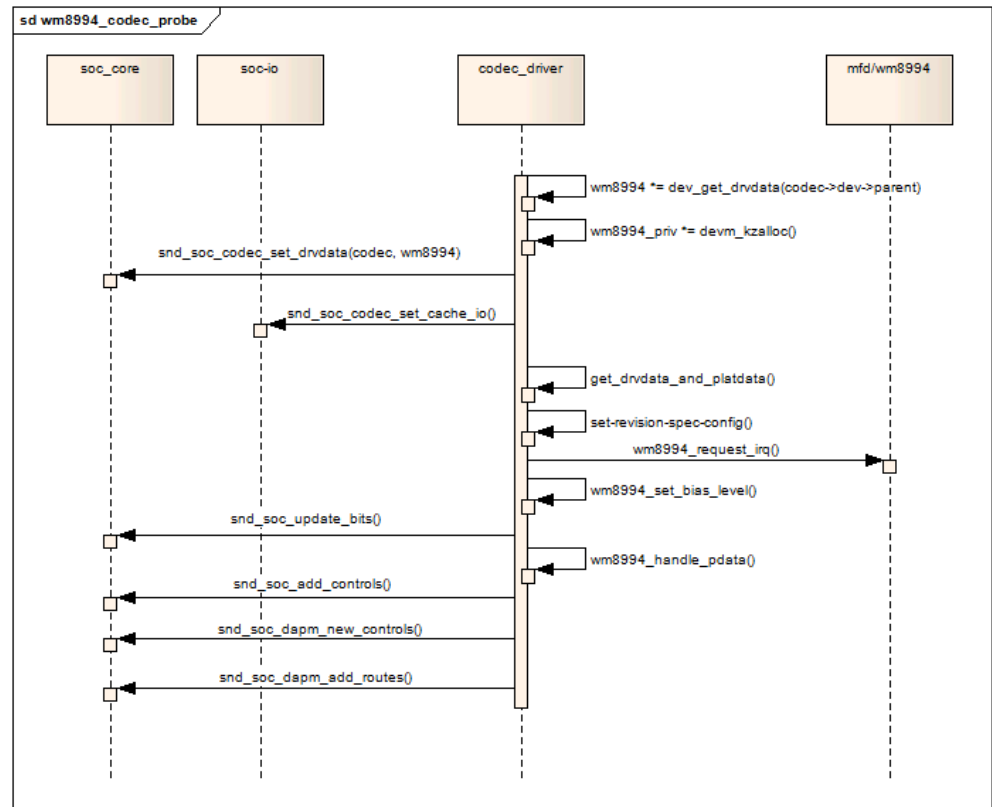 sd wm8994_codec_probe
soc_core
soc-io
codec_driver
mfd/wm8994
wm8994 *= dev_get_drvdata(codec->dev->parent)
wm8994_priv *= devm_kzalloc()
snd_soc_codec_set_drvdata(codec, wm8994)
snd_soc_codec_set_cache_io()
get_drvdata_and_platdata()
set-revision-spec-config()
wm8994_request_irq()
wm8994_set_bias_level()
snd_soc_update_bits()
wm8994_handle_pdata()
snd_soc_add_controls()
snd_soc_dapm_new_controls()
snd_soc_dapm_add_routes()